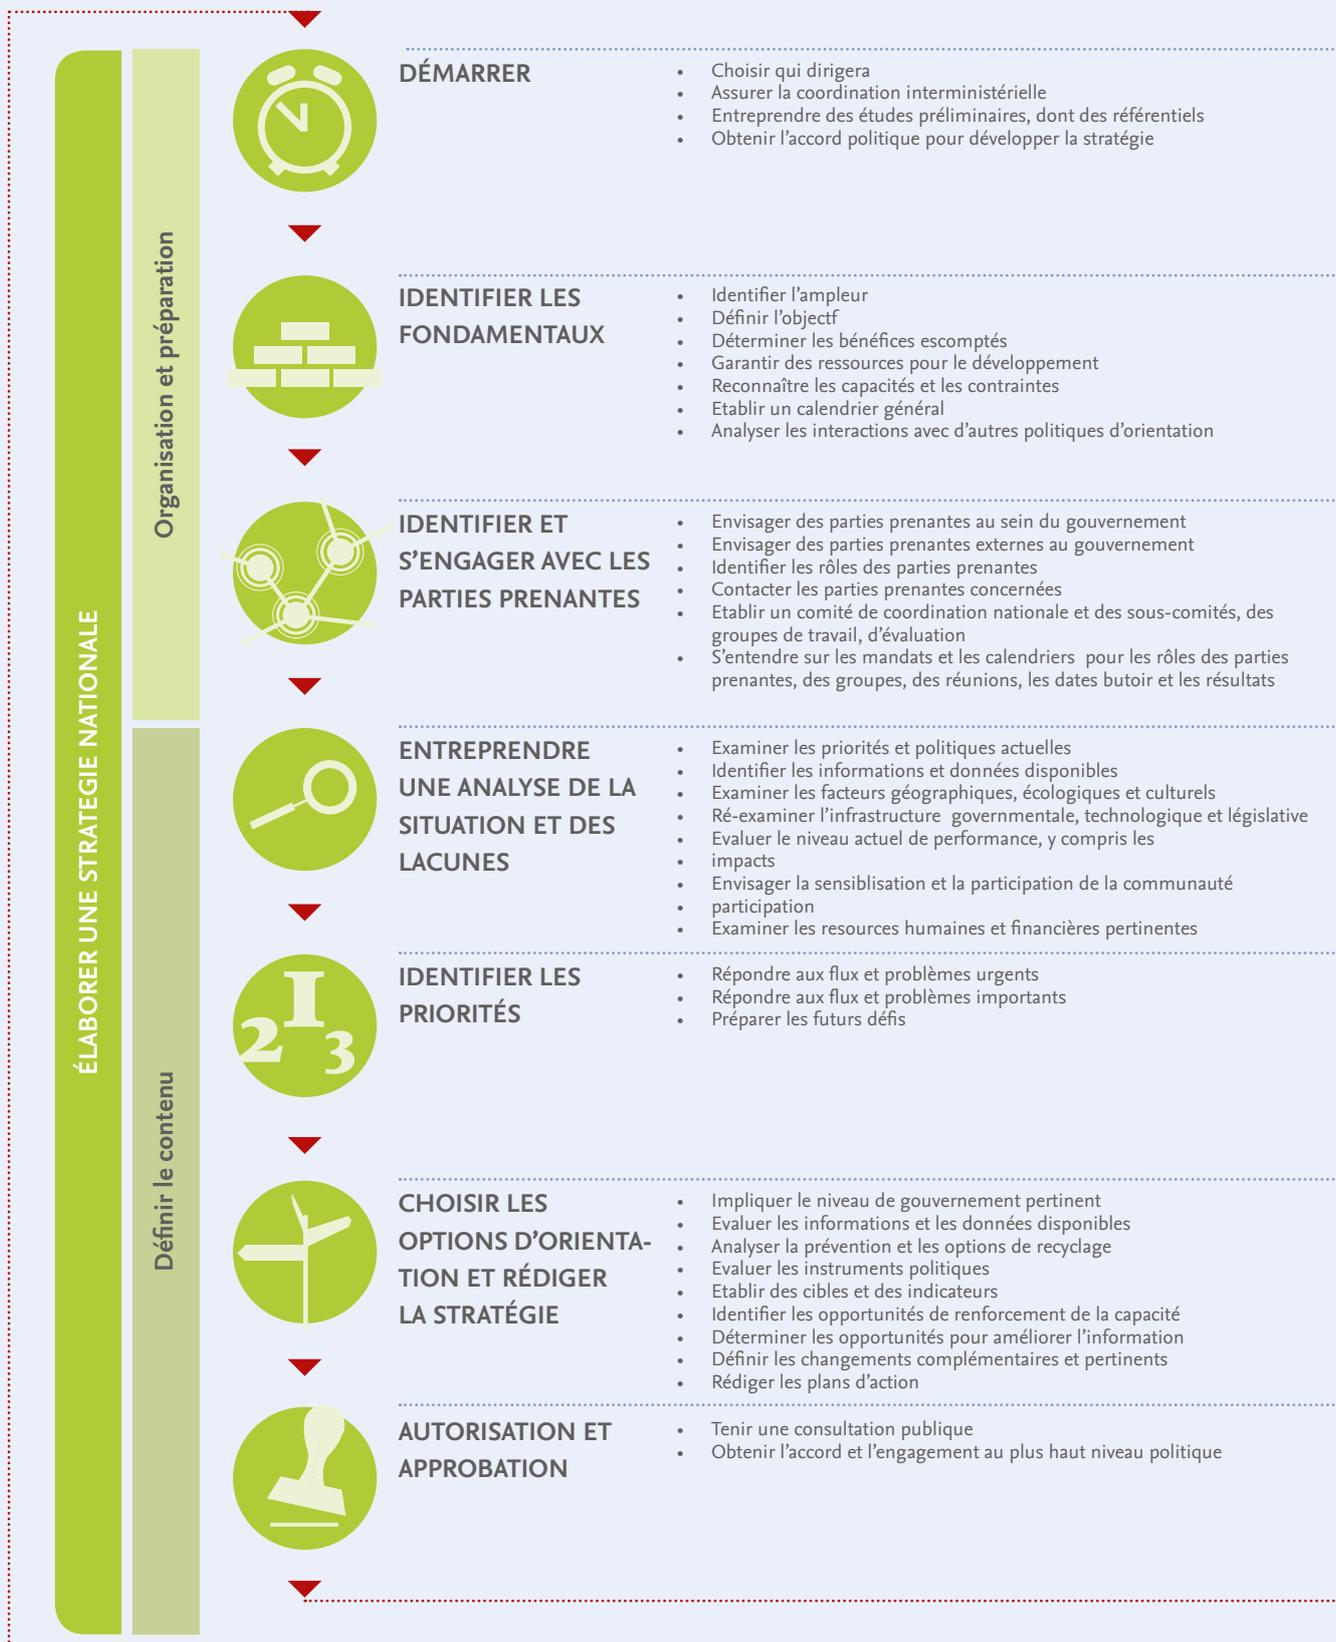 ÉLABORER UNE STRATEGIE NATIONALE
Organisation et préparation
DÉMARRER
• Choisir qui dirigera
• Assurer la coordination interministérielle
• Entreprendre des études préliminaires, dont des référentiels
• Obtenir l’accord politique pour développer la stratégie
IDENTIFIER LES
FONDAMENTAUX
• Identifier l’ampleur
• Définir l’objectf
• Déterminer les bénéfices escomptés
• Garantir des ressources pour le développement
• Reconnaître les capacités et les contraintes
• Etablir un calendrier général
• Analyser les interactions avec d’autres politiques d’orientation
IDENTIFIER ET
S’ENGAGER AVEC LES
PARTIES PRENANTES
• Envisager des parties prenantes au sein du gouvernement
• Envisager des parties prenantes externes au gouvernement
• Identifier les rôles des parties prenantes
• Contacter les parties prenantes concernées
• Etablir un comité de coordination nationale et des sous-comités, des
groupes de travail, d’évaluation
• S’entendre sur les mandats et les calendriers pour les rôles des parties
prenantes, des groupes, des réunions, les dates butoir et les résultats
Définir le contenu
ENTREPRENDRE
UNE ANALYSE DE LA
SITUATION ET DES
LACUNES
• Examiner les priorités et politiques actuelles
• Identifier les informations et données disponibles
• Examiner les facteurs géographiques, écologiques et culturels
• Ré-examiner l’infrastructure governmentale, technologique et législative
• Evaluer le niveau actuel de performance, y compris les
• impacts
• Envisager la sensiblisation et la participation de la communauté
• participation
• Examiner les resources humaines et financières pertinentes
1
2
3
IDENTIFIER LES
PRIORITÉS
• Répondre aux flux et problèmes urgents
• Répondre aux flux et problèmes importants
• Préparer les futurs défis
CHOISIR LES
OPTIONS D’ORIENTA-
TION ET RÉDIGER
LA STRATÉGIE
• Impliquer le niveau de gouvernement pertinent
• Evaluer les informations et les données disponibles
• Analyser la prévention et les options de recyclage
• Evaluer les instruments politiques
• Etablir des cibles et des indicateurs
• Identifier les opportunités de renforcement de la capacité
• Déterminer les opportunités pour améliorer l’information
• Définir les changements complémentaires et pertinents
• Rédiger les plans d’action
AUTORISATION ET
APPROBATION
• Tenir une consultation publique
• Obtenir l’accord et l’engagement au plus haut niveau politique